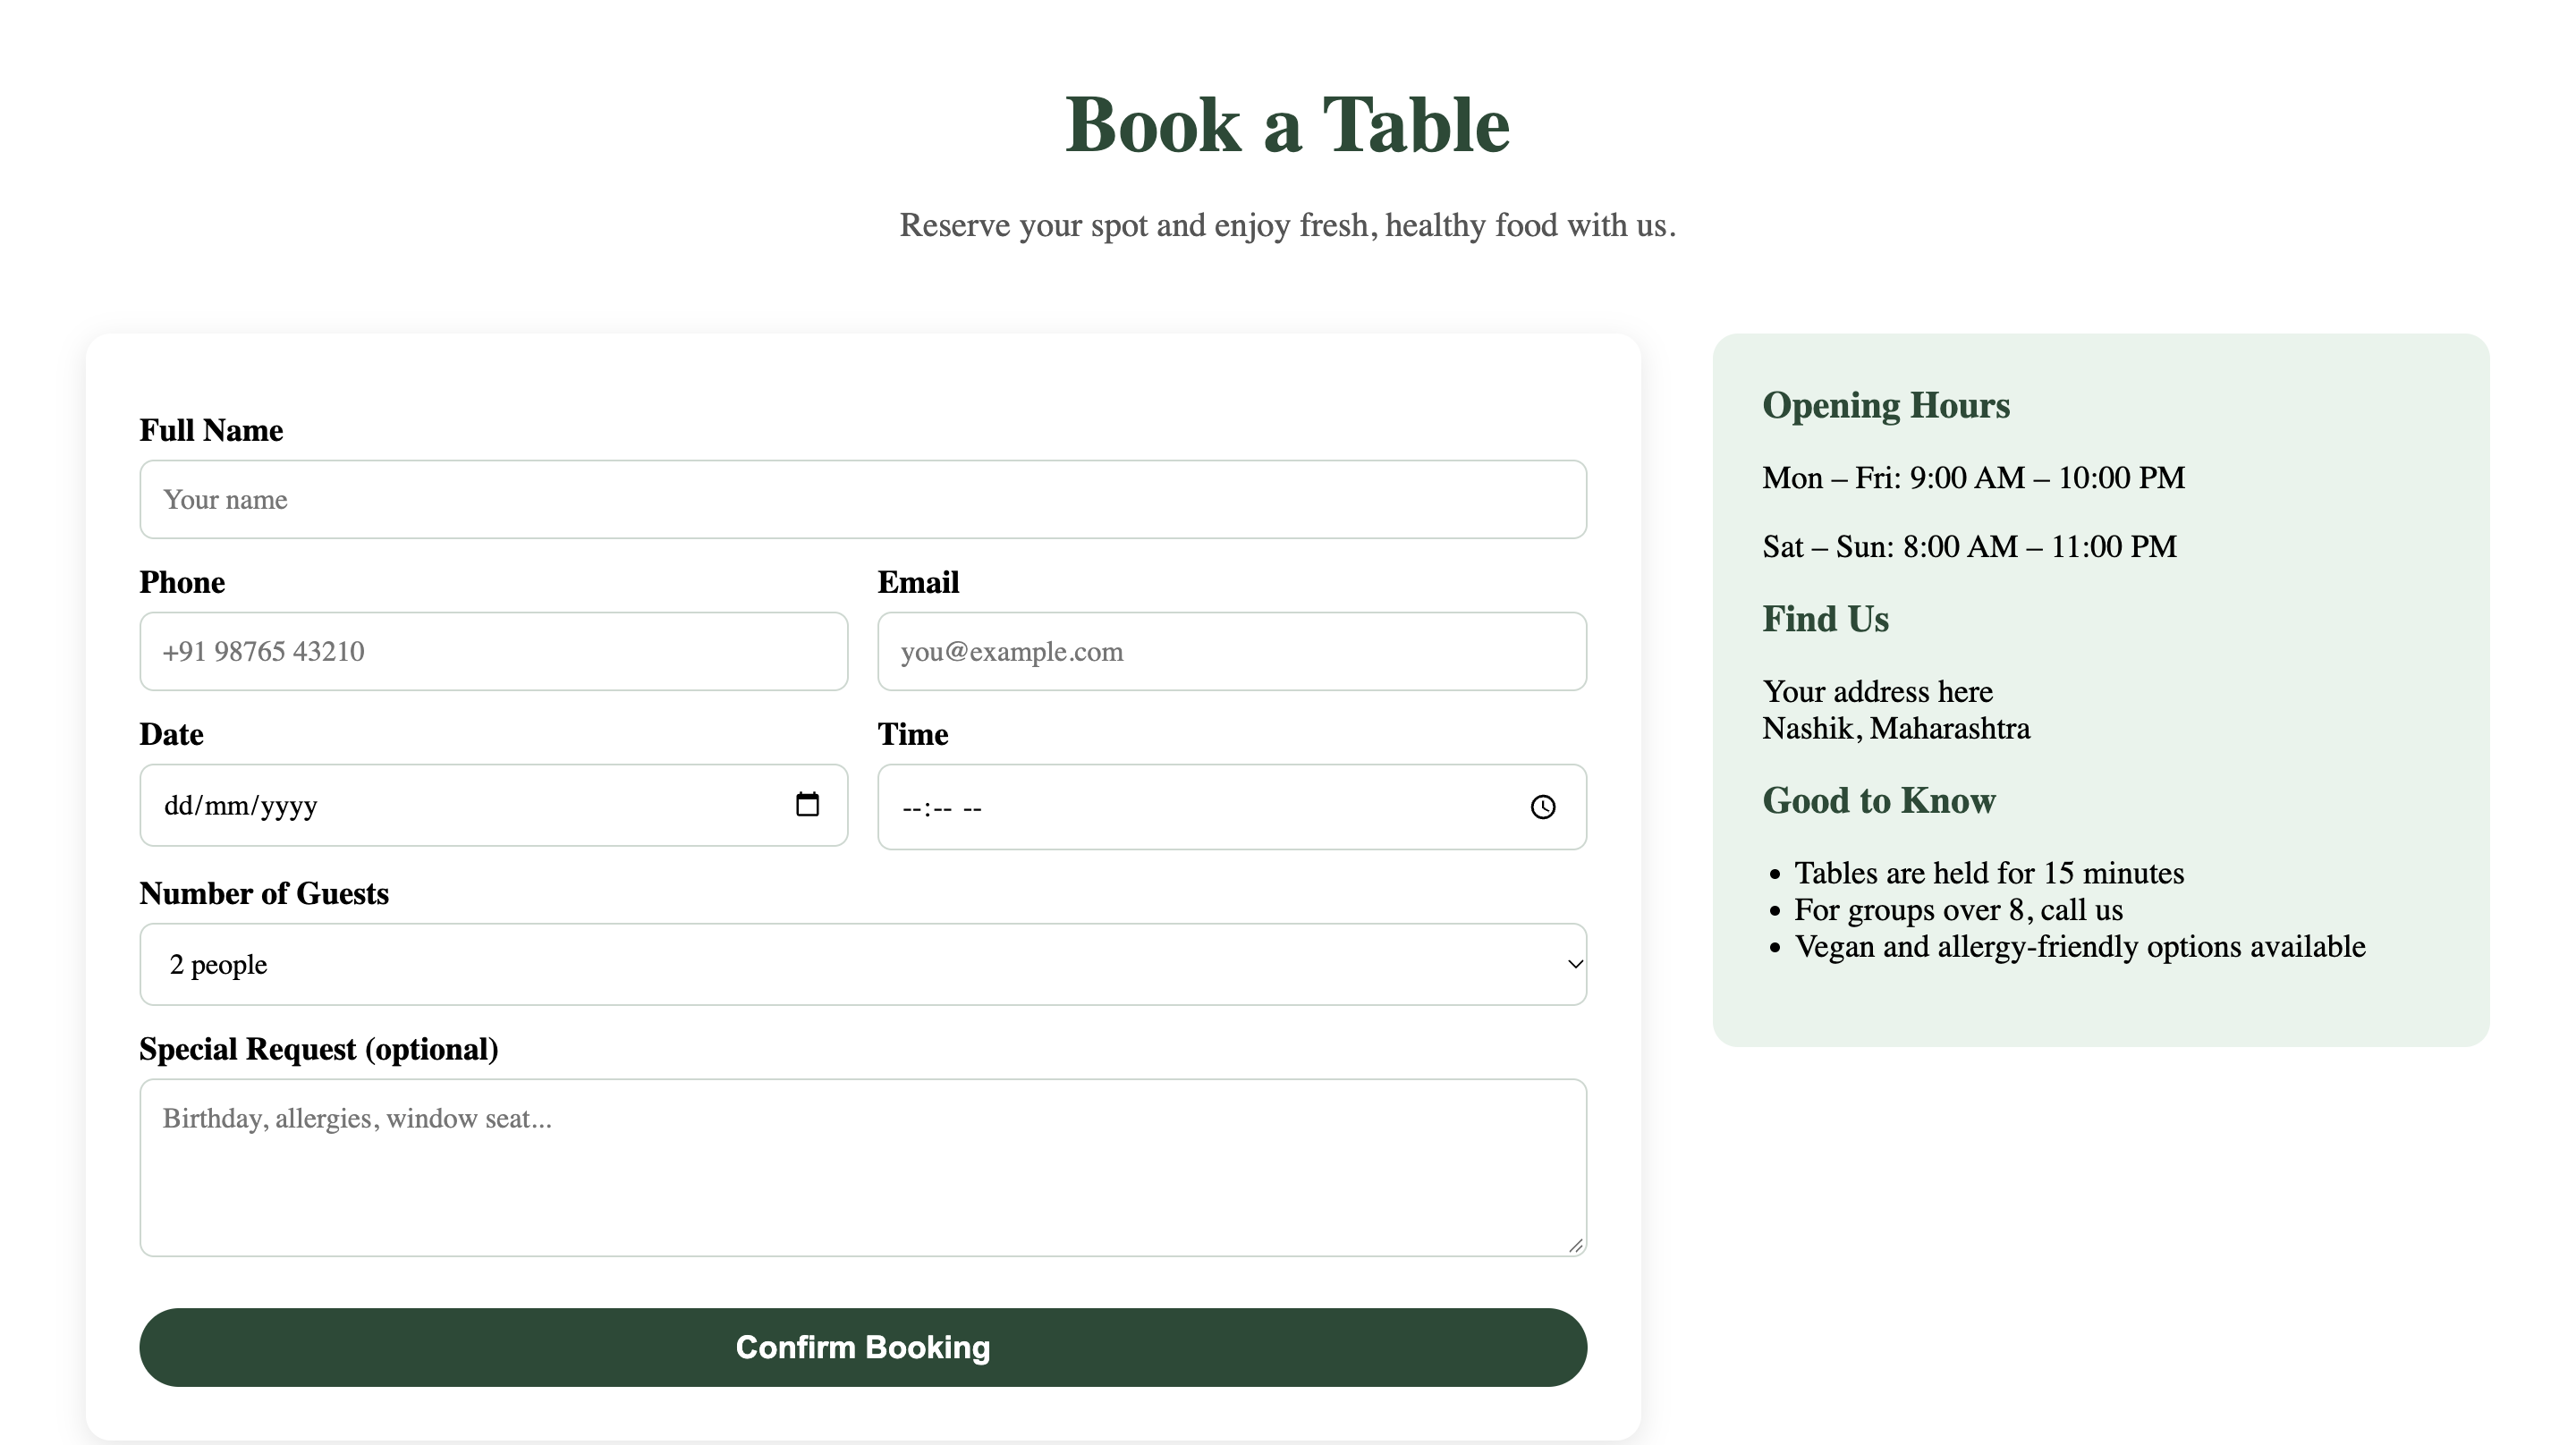 Book a Table
Reserve your spot and enjoy fresh, healthy food with us.
Full Name
Your name
Phone
Email
+91 98765 43210
you@example.com
Date
Time
dd/mm/yyyy
--:-- --
Number of Guests
2 people
Special Request (optional)
Birthday, allergies, window seat...
Confirm Booking
Opening Hours
Mon – Fri: 9:00 AM – 10:00 PM
Sat – Sun: 8:00 AM – 11:00 PM
Find Us
Your address here
Nashik, Maharashtra
Good to Know
• Tables are held for 15 minutes
• For groups over 8, call us
• Vegan and allergy-friendly options available